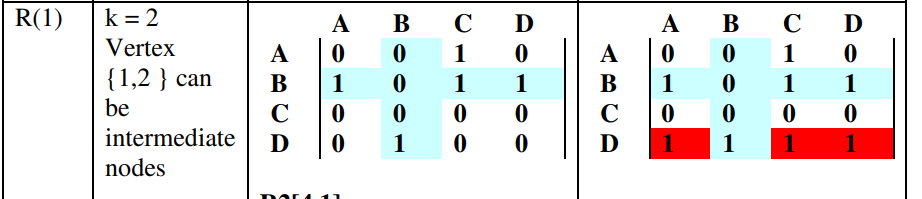 R(1)
k = 2
Vertex
{1,2 } can
be
intermediate
nodes
A B C D
A 0 0 1 0
B 1 0 1 1
C 0 0 0 0
D 0 1 0 0
A B C D
A 0 0 1 0
B 1 0 1 1
C 0 0 0 0
D 1 1 1 1